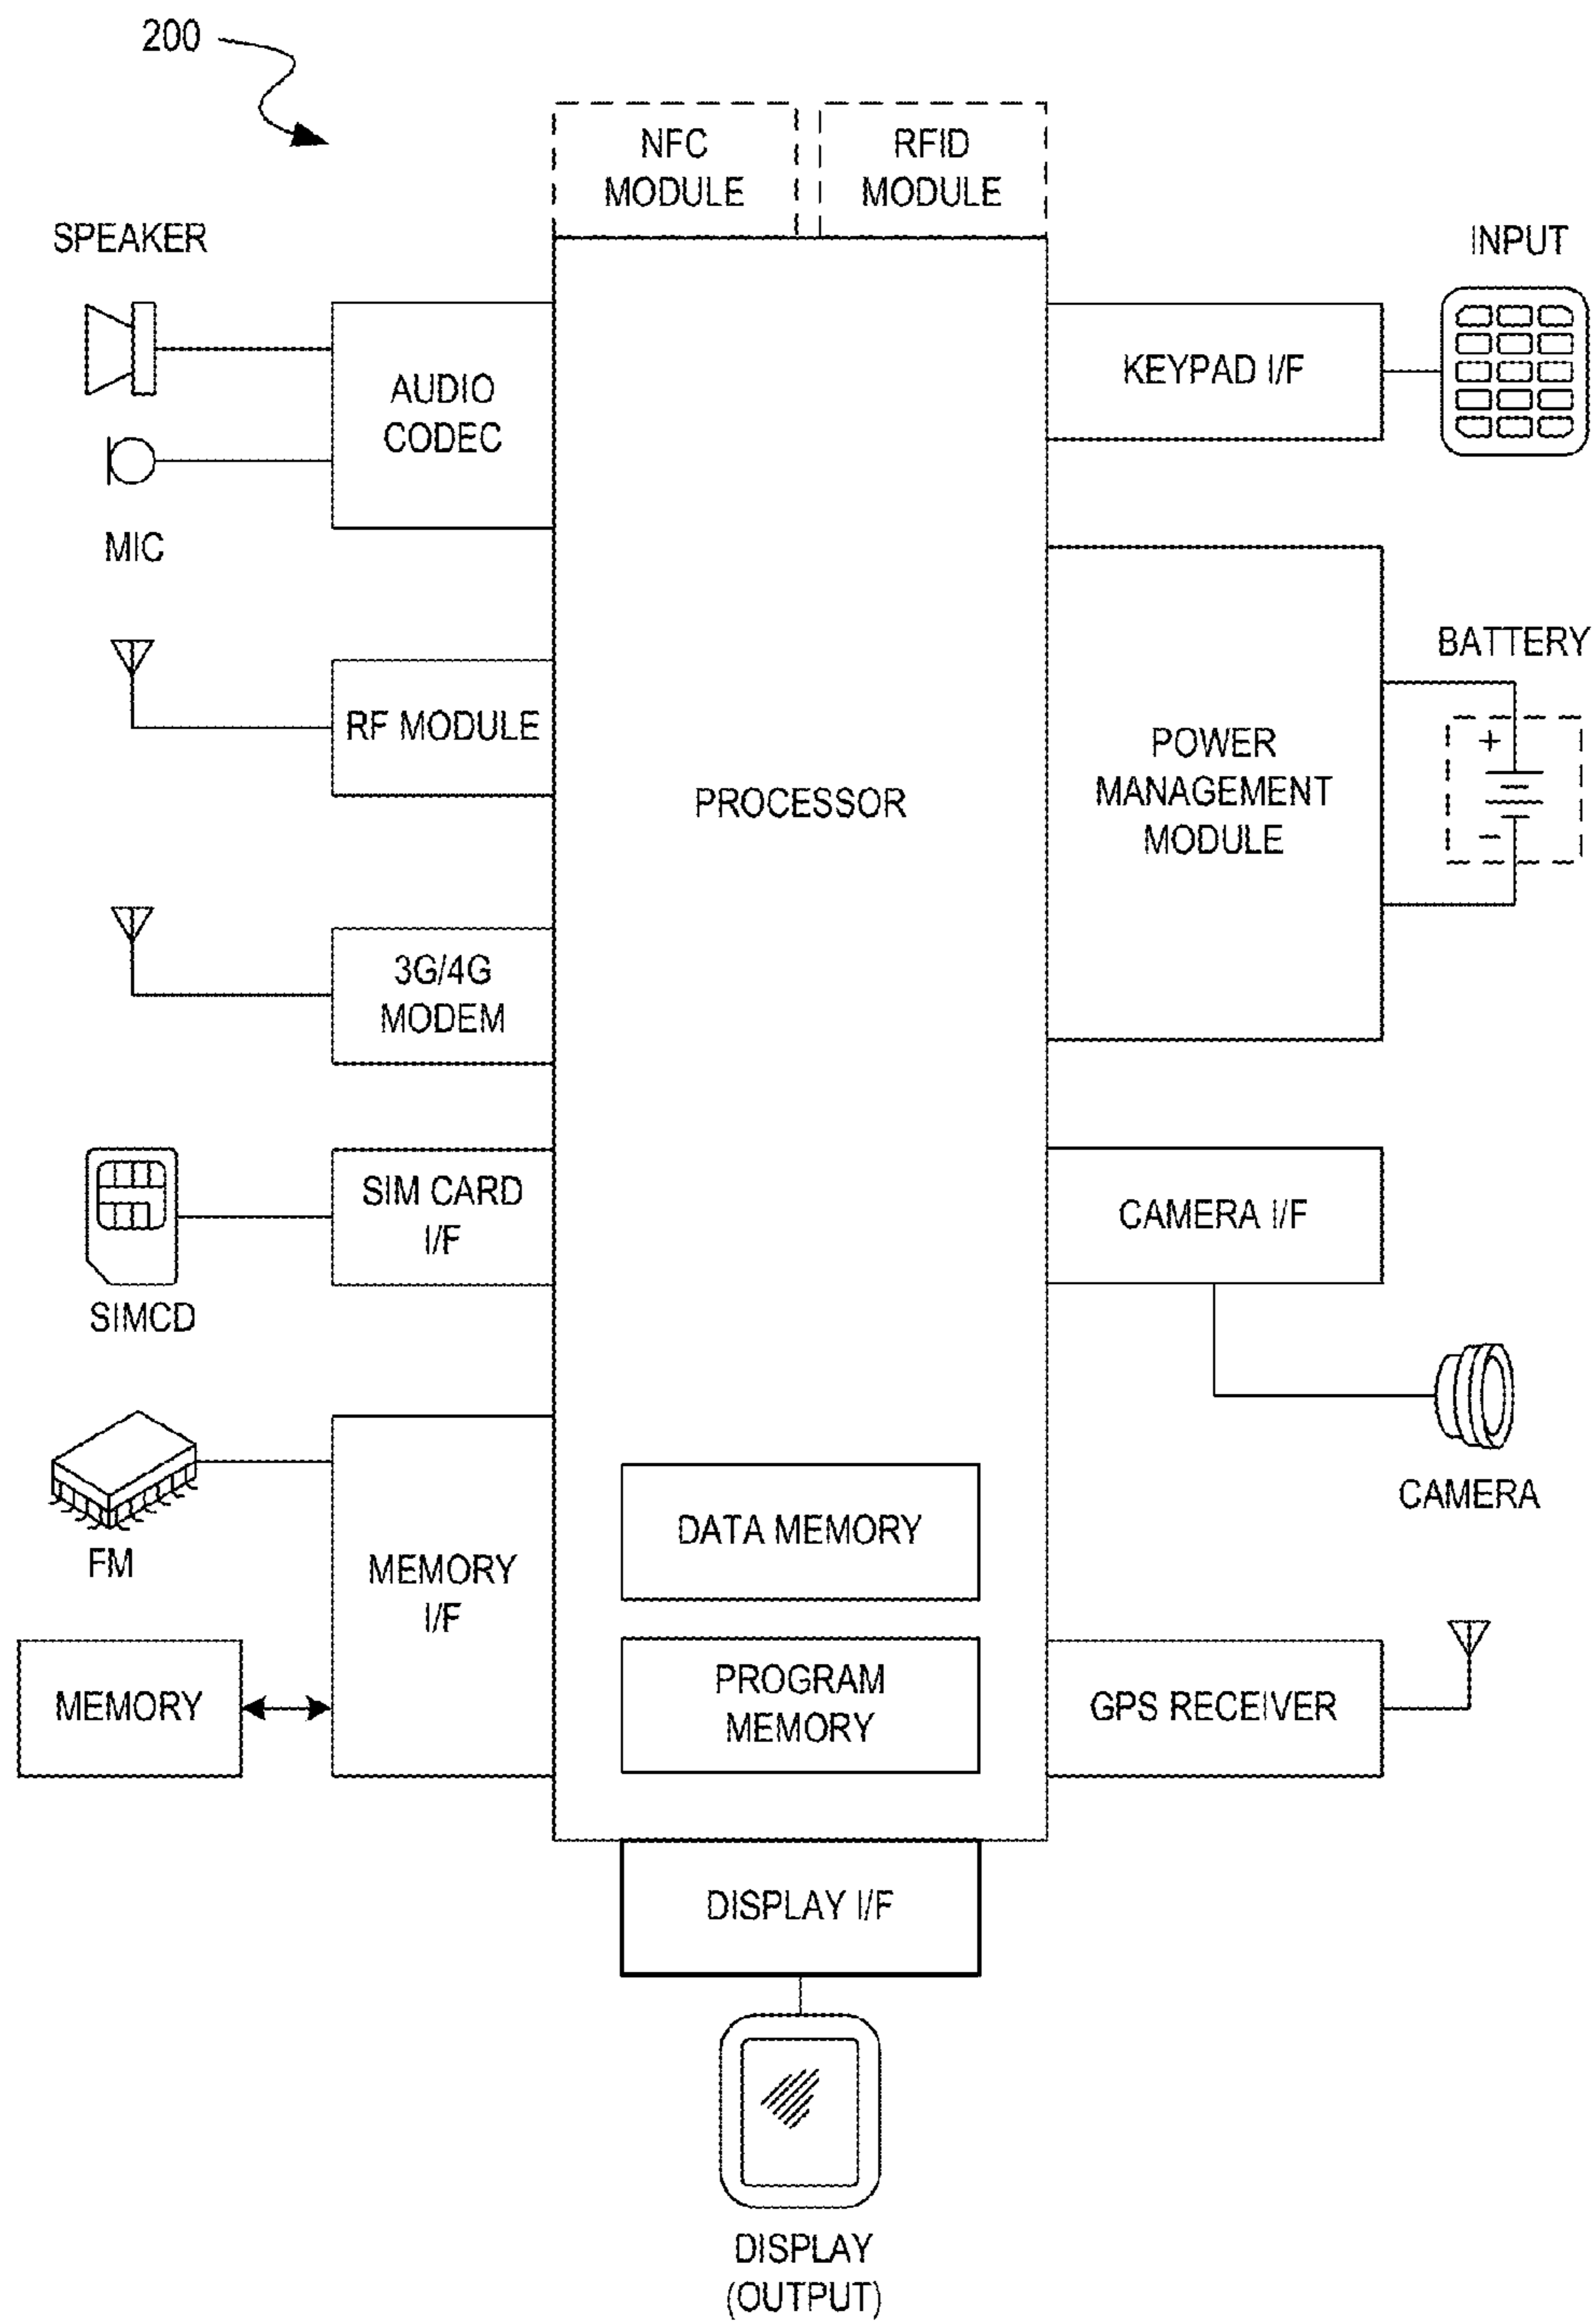 200
NFC
MODULE
RFID
MODULE
SPEAKER
INPUT
AUDIO
CODEC
KEYPAD I/F
MIC
BATTERY
RF MODULE
+
-
PROCESSOR
POWER
MANAGEMENT
MODULE
3G/4G
MODEM
SIM CARD
I/F
SIMCD
CAMERA I/F
CAMERA
FM
MEMORY
I/F
DATA MEMORY
MEMORY
PROGRAM
MEMORY
GPS RECEIVER
DISPLAY I/F
DISPLAY
(OUTPUT)